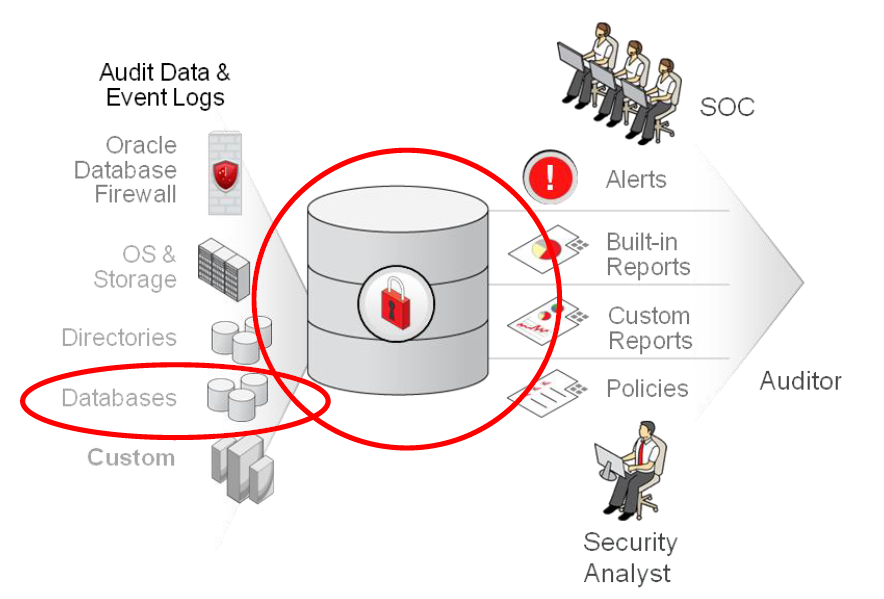 Audit Data &
Event Logs
Oracle
Database
Firewall
OS &
Storage
Directories
Databases
Custom
SOC
!
Alerts
Built-in
Reports
Custom
Reports
Policies
Auditor
Security
Analyst